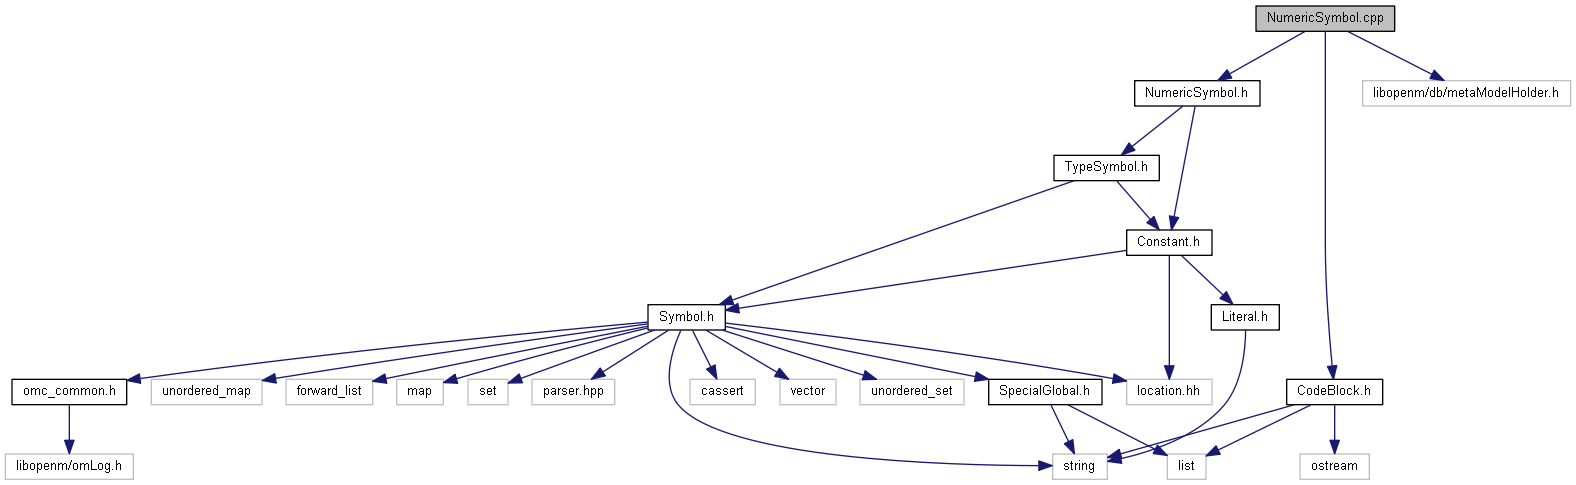 NumericSymbol.cpp
NumericSymbol.h
libopenm/db/metaModelHolder.h
TypeSymbol.h
Constant.h
Symbol.h
Literal.h
omc_common.h
unordered_map
forward_list
map
set
parser.hpp
cassert
vector
unordered_set
SpecialGlobal.h
location.hh
CodeBlock.h
libopenm/omLog.h
string
list
ostream